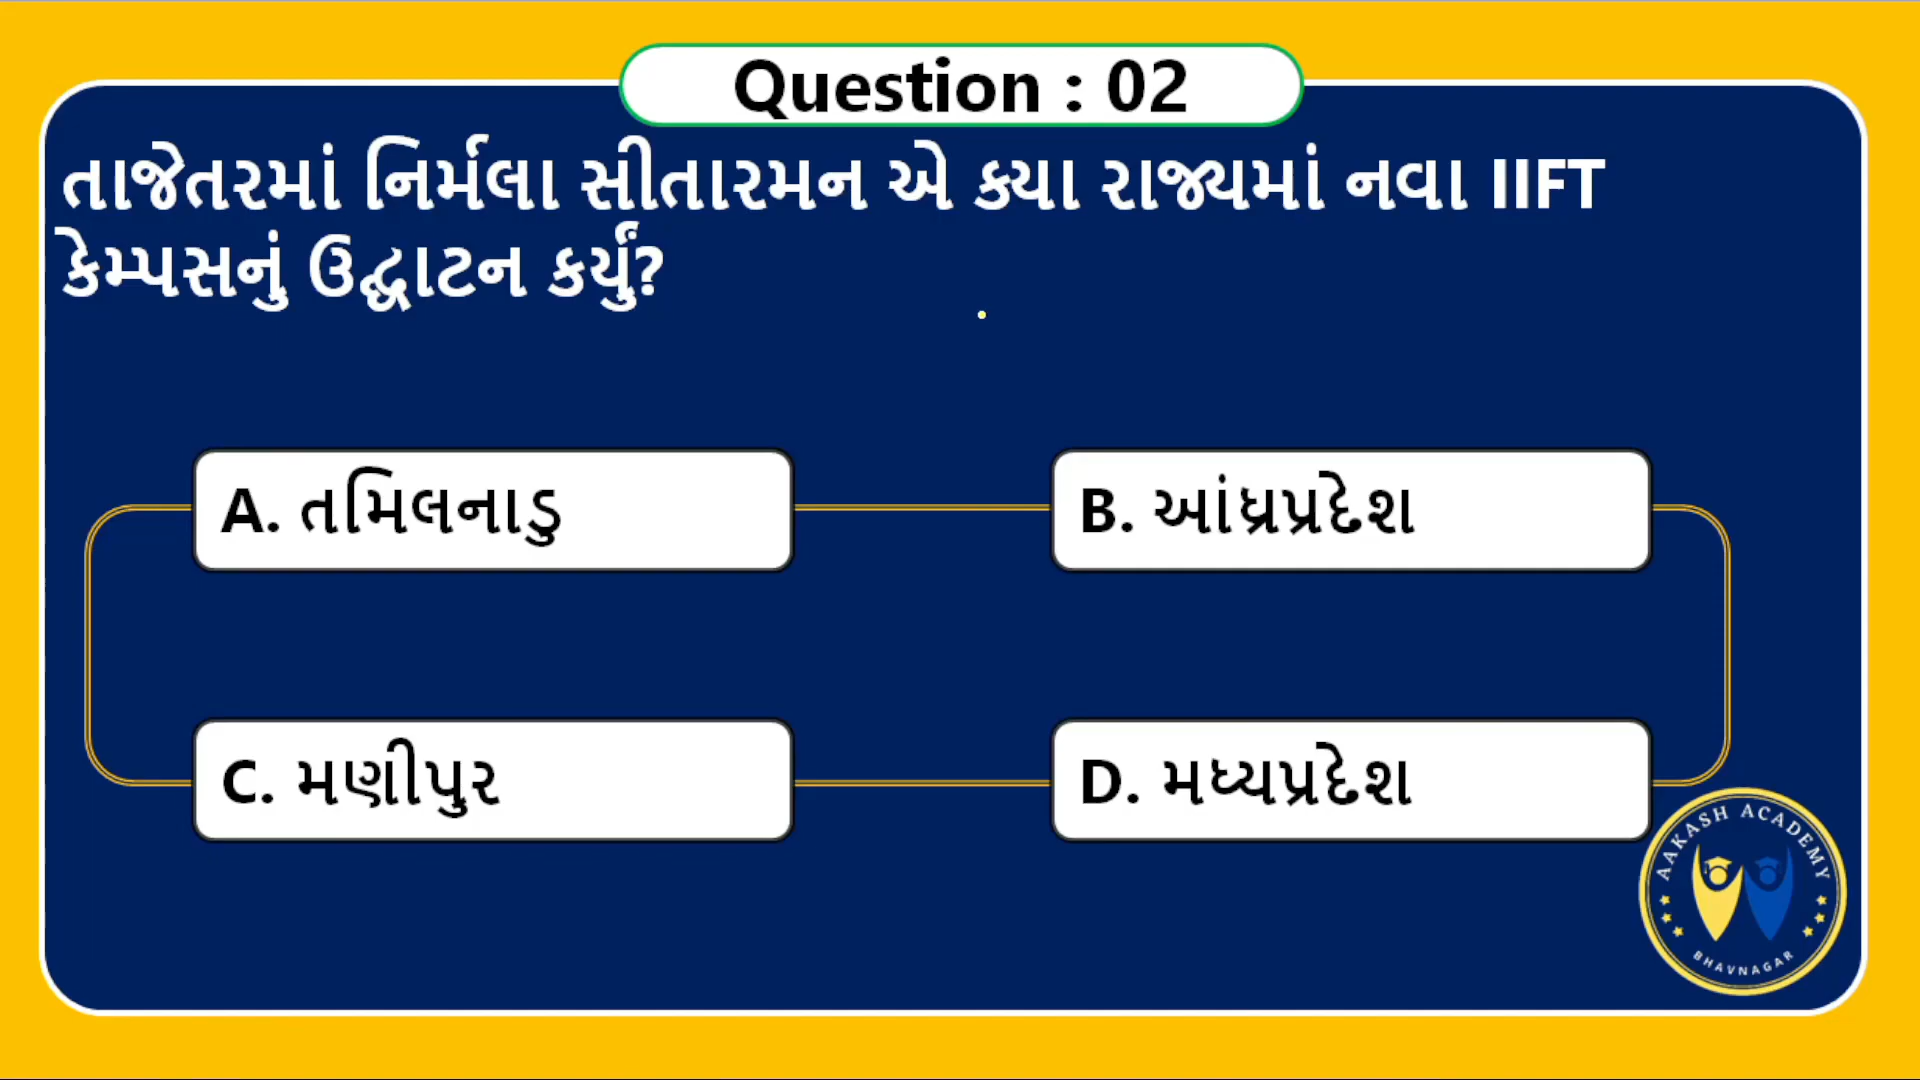 Question : 02
તાજેતરમાં નિર્મલા સીતારમન એ ક્યા રાજ્યમાં નવા IIFT
કેમ્પસનું ઉદ્ઘાટન કર્યું?
A. તમિલનાડુ
B. આંધ્રપ્રદેશ
C. મણીપુર
D. મધ્યપ્રદેશ
AAKASH ACADEMY
BHAVNAGAR